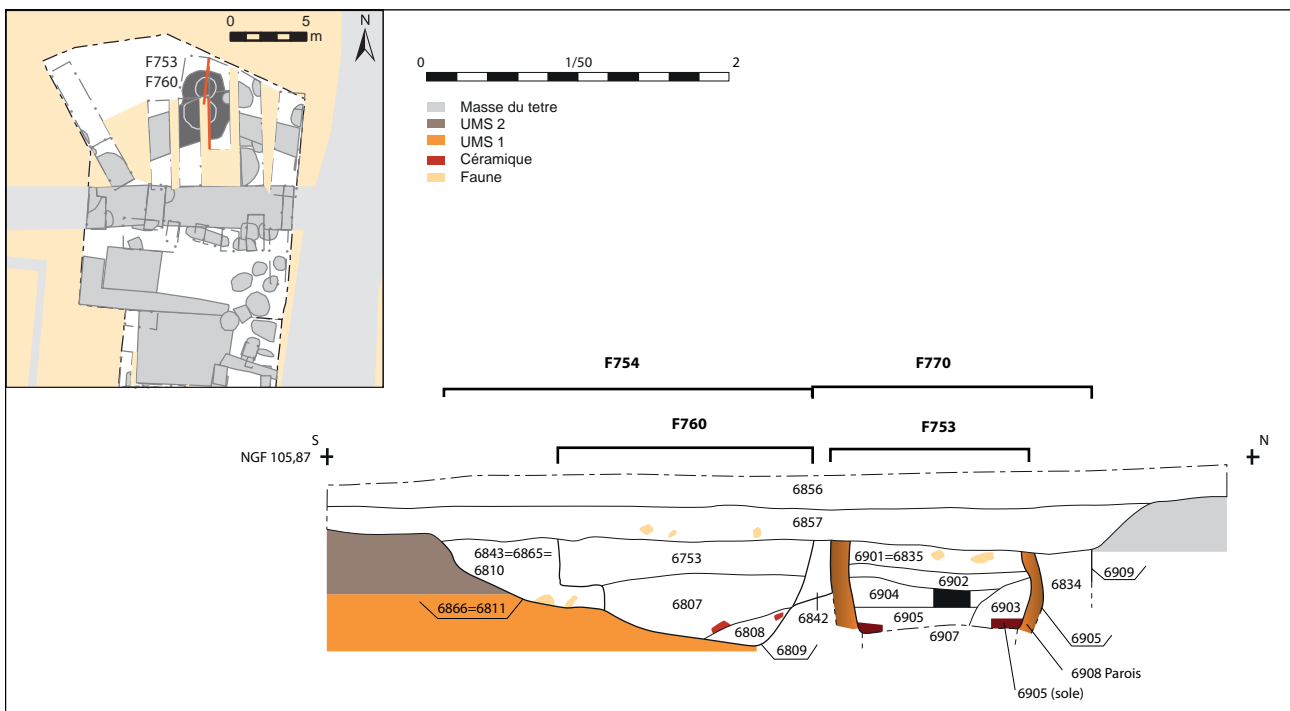 0 5
m
N
F753
F760
0 1/50 2
Masse du tetre
UMS 2
UMS 1
Céramique
Faune
F754 F770
F760 F753
S N
NGF 105,87
6856
6857
6843=6865=
6810
6753
6901=6835
6902
6834
6909
6866=6811
6807
6904
6903
6808
6842
6905
6907
6905
6809
6908 Parois
6905 (sole)